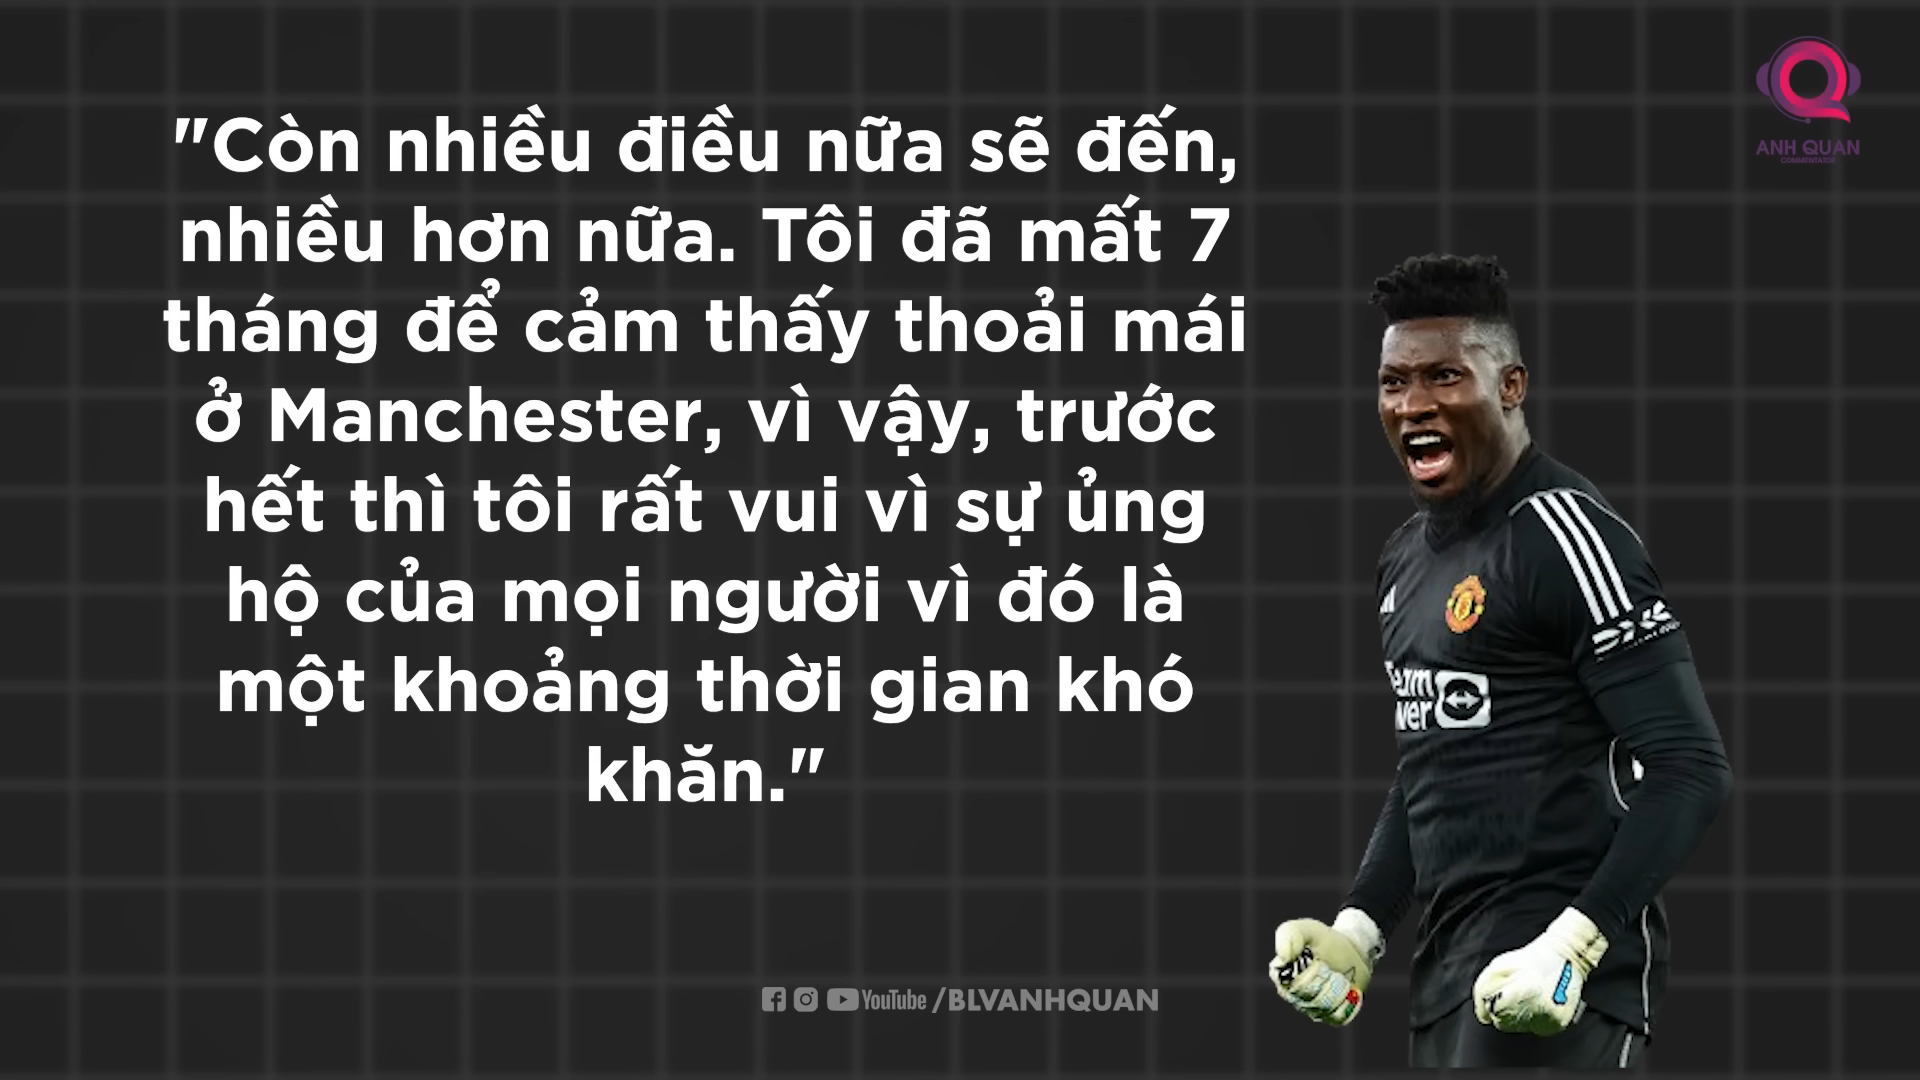 ANH QUAN
COMMENTATOR
"Còn nhiều điều nữa sẽ đến,
nhiều hơn nữa. Tôi đã mất 7
tháng để cảm thấy thoải mái
ở Manchester, vì vậy, trước
hết thì tôi rất vui vì sự ủng
hộ của mọi người vì đó là
một khoảng thời gian khó
khăn."
YouTube /BLVANHQUAN